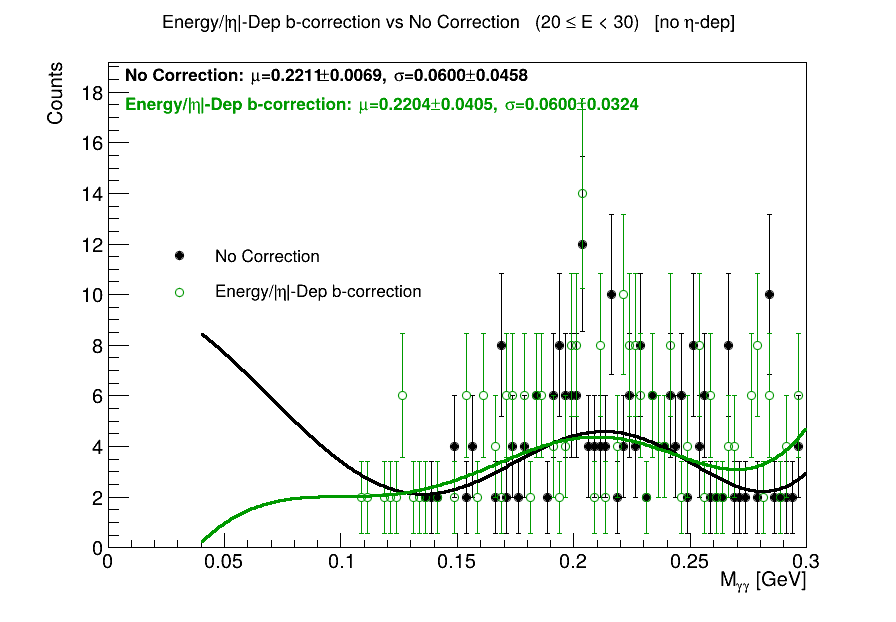 Energy/|η|-Dep b-correction vs No Correction (20 ≤ E < 30) [no η-dep]
Counts
No Correction: μ=0.2211±0.0069, σ=0.0600±0.0458
Energy/|η|-Dep b-correction: μ=0.2204±0.0405, σ=0.0600±0.0324
18
16
14
12
10
8
6
4
2
0
No Correction
Energy/|η|-Dep b-correction
0 0.05 0.1 0.15 0.2 0.25 0.3
M_γγ [GeV]